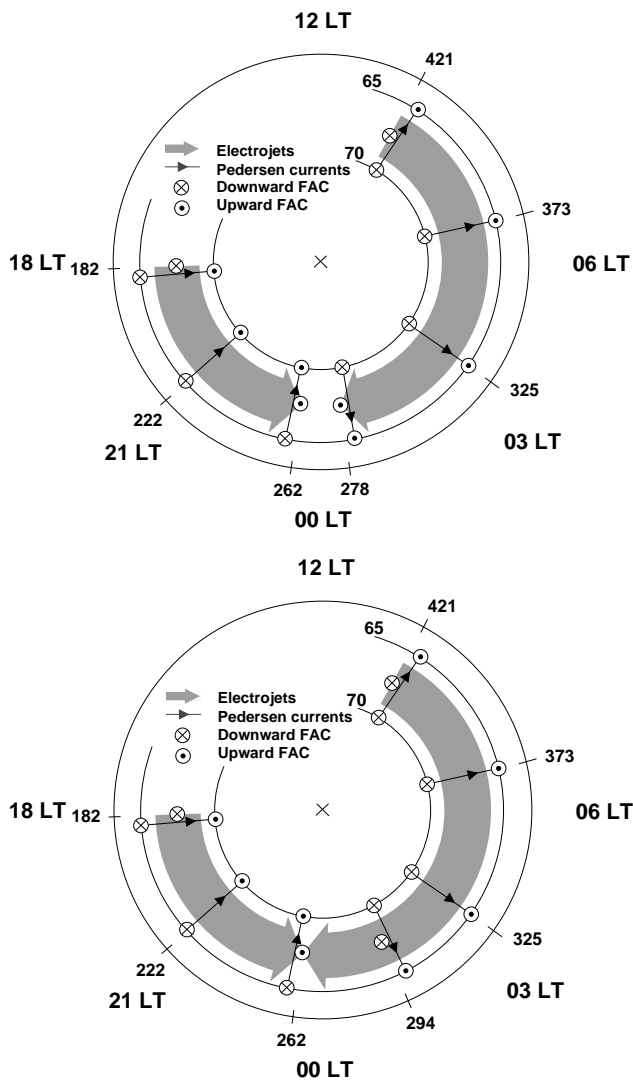 12 LT
421
65
70
Electrojets
Pedersen currents
Downward FAC
Upward FAC
373
18 LT
182
06 LT
325
222
21 LT
03 LT
262
278
00 LT
12 LT
421
65
70
Electrojets
Pedersen currents
Downward FAC
Upward FAC
373
18 LT
182
06 LT
325
222
21 LT
03 LT
294
262
00 LT